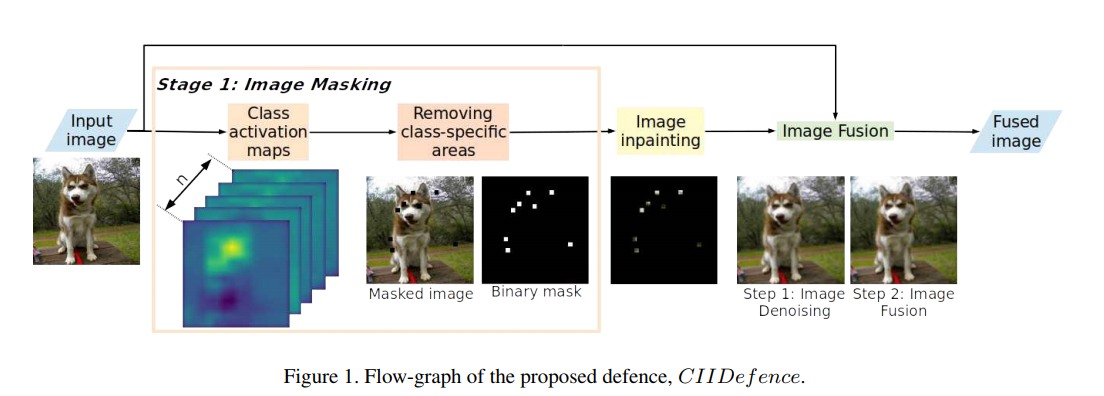 Stage 1: Image Masking
Input
image
Class
activation
maps
Removing
class-specific
areas
Image
inpainting
Image Fusion
Fused
image
n
Masked image
Binary mask
Step 1: Image
Denoising
Step 2: Image
Fusion
Figure 1. Flow-graph of the proposed defence, CIIDefence.